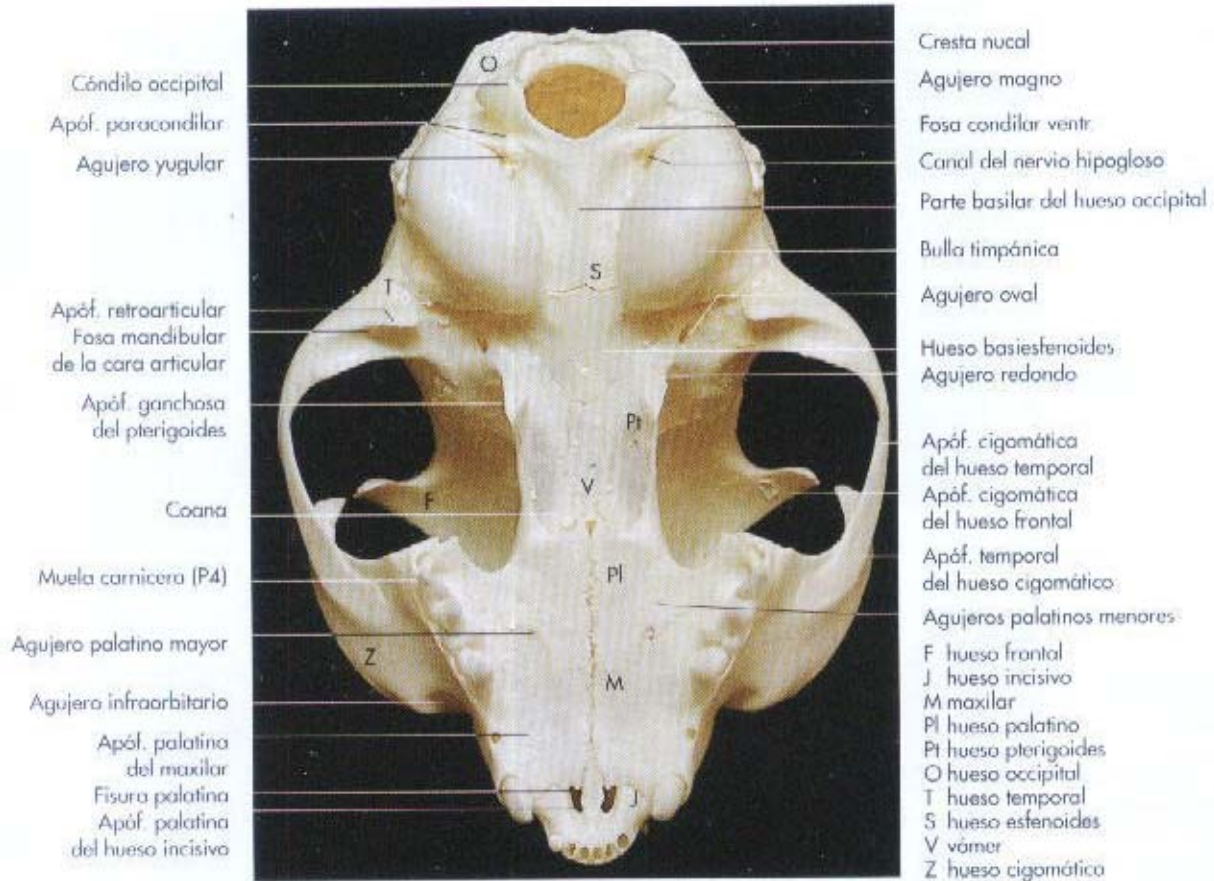 Cóndilo occipital
Apóf. paracondilar
Agujero yugular
Apóf. retroarticular
Fosa mandibular
de la cara articular
Apóf. ganchosa
del pterigoides
Coana
Muela carnicera (P4)
Agujero palatino mayor
Agujero infraorbitario
Apóf. palatina
del maxilar
Fisura palatina
Apóf. palatina
del hueso incisivo
O
S
T
Pt
V
F
Pl
Z
M
J
Cresta nucal
Agujero magno
Fosa condilar ventr.
Canal del nervio hipogloso
Parte basilar del hueso occipital
Bulla timpánica
Agujero oval
Hueso basiesfenoides
Agujero redondo
Apóf. cigomática
del hueso temporal
Apóf. cigomática
del hueso frontal
Apóf. temporal
del hueso cigomático
Agujeros palatinos menores
F hueso frontal
J hueso incisivo
M maxilar
Pl hueso palatino
Pt hueso pterigoides
O hueso occipital
T hueso temporal
S hueso esfenoides
V vómer
Z hueso cigomático